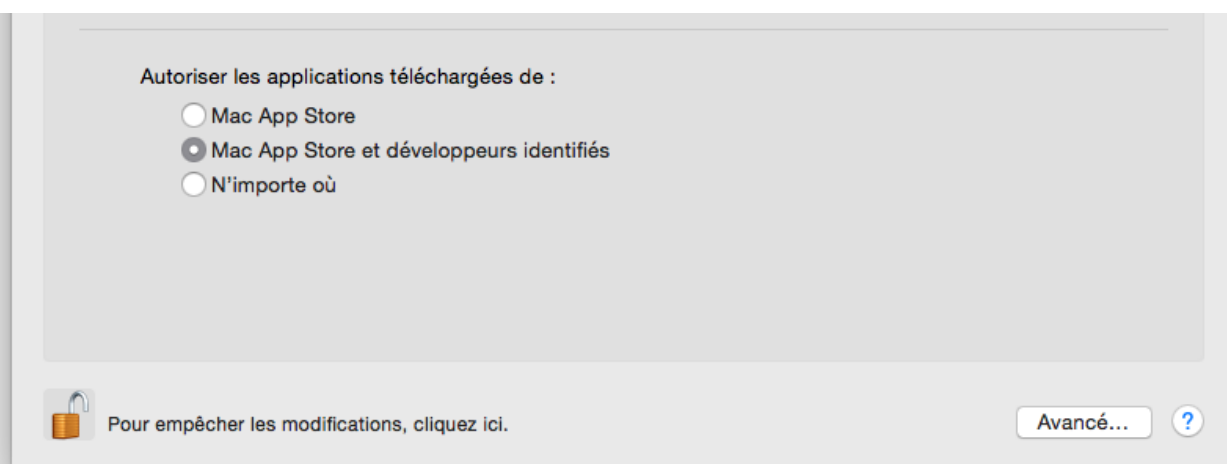 Autoriser les applications téléchargées de :
Mac App Store
Mac App Store et développeurs identifiés
N’importe où
Pour empêcher les modifications, cliquez ici.
Avancé...
?